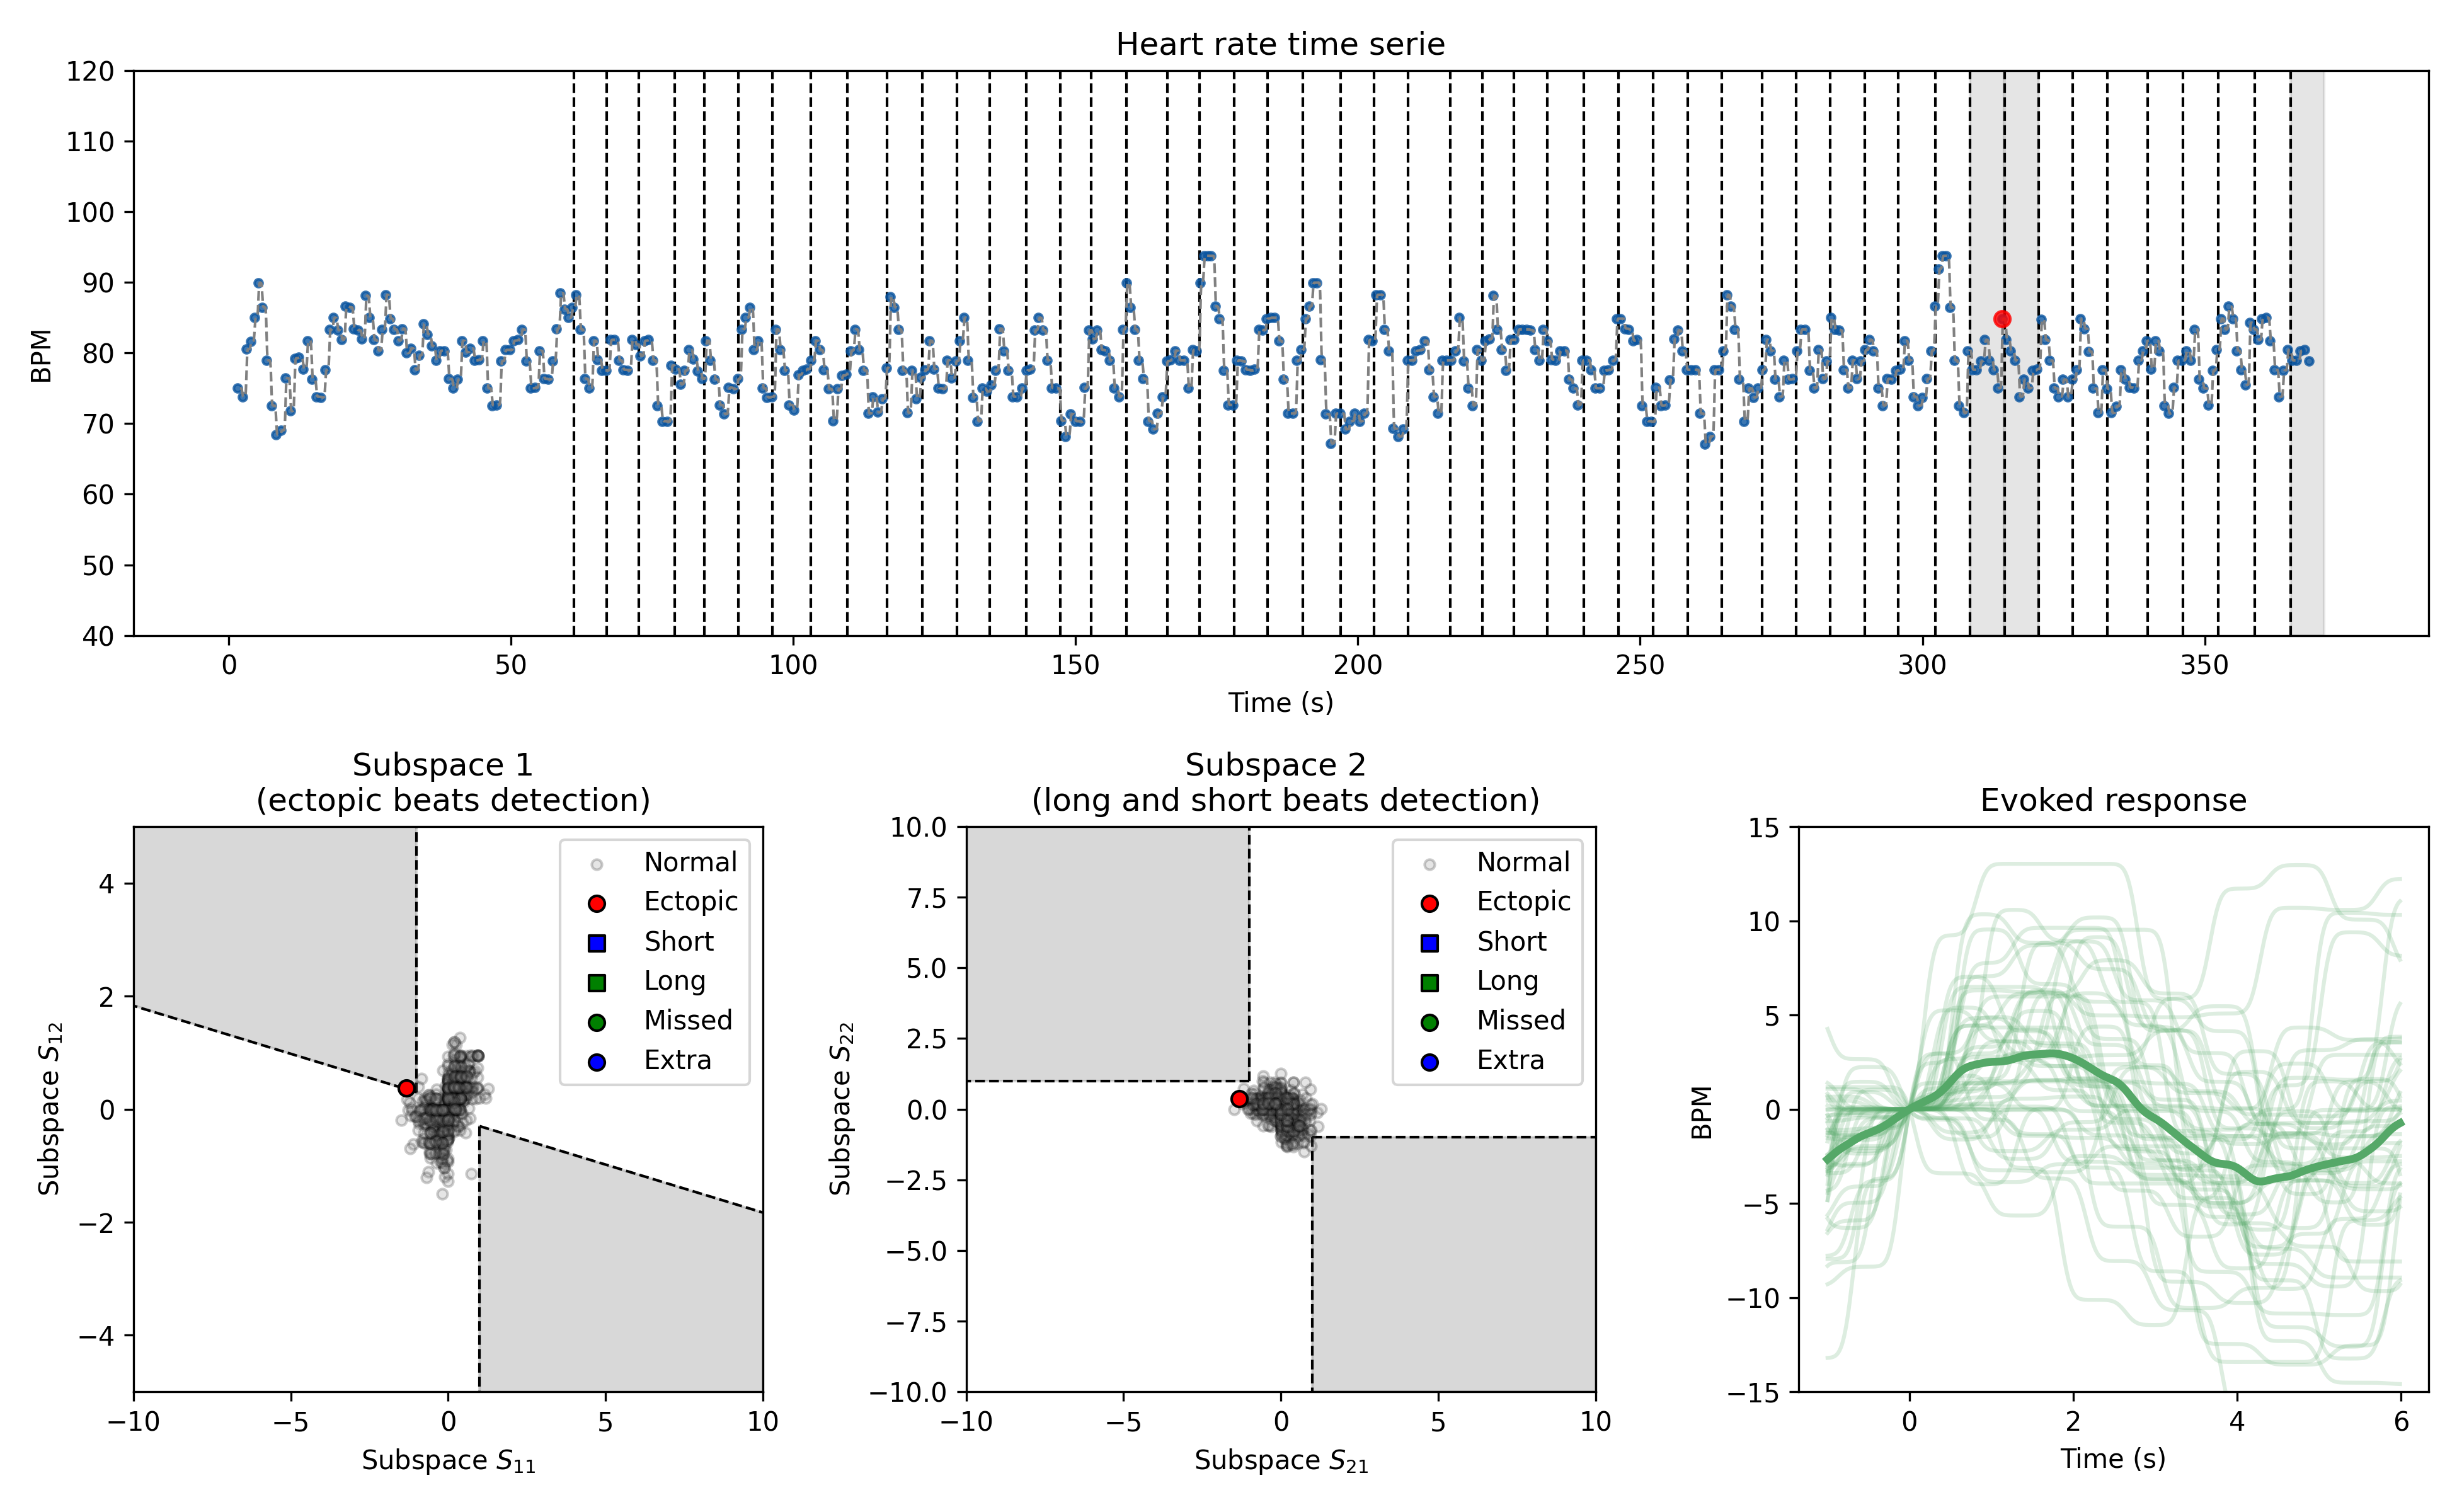 Heart rate time serie
120
110
100
90
80
70
60
50
40
BPM
0 50 100 150 200 250 300 350
Time (s)
Subspace 1
(ectopic beats detection)
4
2
0
−2
−4
Subspace S12
−10 −5 0 5 10
Subspace S11
Normal
Ectopic
Short
Long
Missed
Extra
Subspace 2
(long and short beats detection)
10.0
7.5
5.0
2.5
0.0
−2.5
−5.0
−7.5
−10.0
Subspace S22
−10 −5 0 5 10
Subspace S21
Normal
Ectopic
Short
Long
Missed
Extra
Evoked response
15
10
5
0
−5
−10
−15
BPM
0 2 4 6
Time (s)